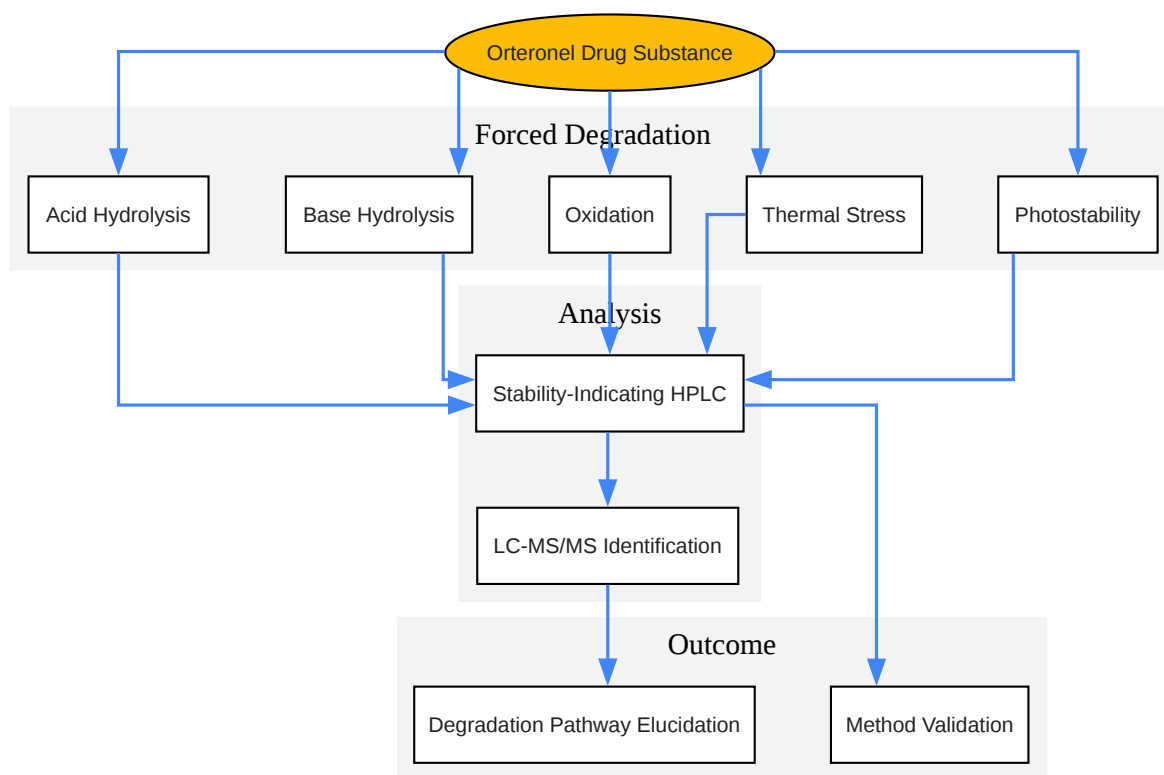 Orteronel Drug Substance
Forced Degradation
Acid Hydrolysis
Base Hydrolysis
Oxidation
Thermal Stress
Photostability
Analysis
Stability-Indicating HPLC
LC-MS/MS Identification
Outcome
Degradation Pathway Elucidation
Method Validation